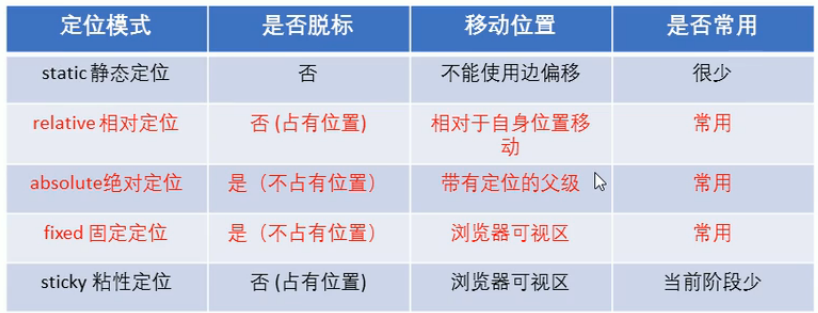 定位模式 是否脱标 移动位置 是否常用
static 静态定位 否 不能使用边偏移 很少
relative 相对定位 否 (占有位置) 相对于自身位置移动 常用
absolute绝对定位 是（不占有位置） 带有定位的父级 常用
fixed 固定定位 是（不占有位置） 浏览器可视区 常用
sticky 粘性定位 否 (占有位置) 浏览器可视区 当前阶段少